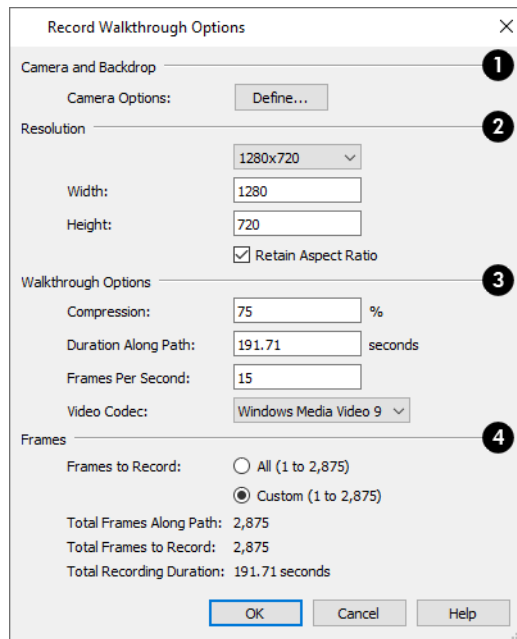 Record Walkthrough Options
Camera and Backdrop 1
Camera Options: Define...
Resolution 2
1280x720
Width: 1280
Height: 720
Retain Aspect Ratio
Walkthrough Options 3
Compression: 75 %
Duration Along Path: 191.71 seconds
Frames Per Second: 15
Video Codec: Windows Media Video 9
Frames 4
Frames to Record: All (1 to 2,875)
Custom (1 to 2,875)
Total Frames Along Path: 2,875
Total Frames to Record: 2,875
Total Recording Duration: 191.71 seconds
OK Cancel Help